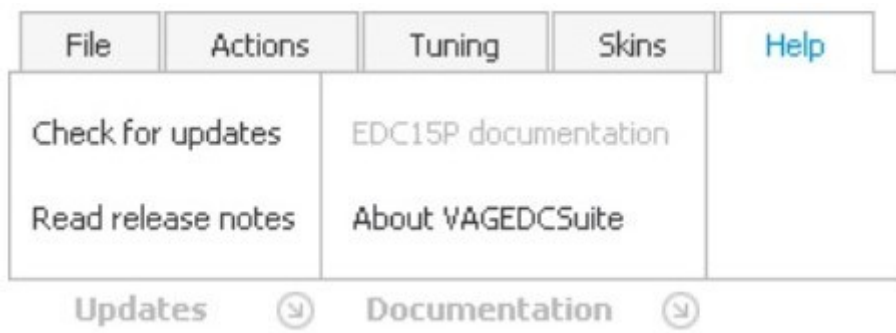 File Actions Tuning Skins Help
Check for updates EDC15P documentation
Read release notes About VAGEDCSuite
Updates Documentation